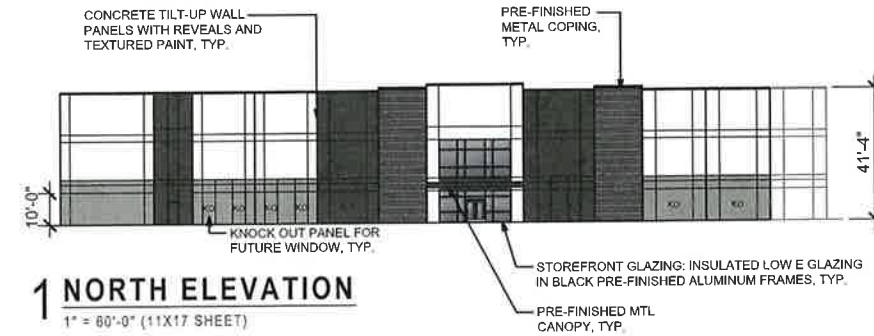 CONCRETE TILT-UP WALL
PANELS WITH REVEALS AND
TEXTURED PAINT, TYP.
PRE-FINISHED
METAL COPING,
TYP.
41'-4"
10'-0"
KO KO KO KO
KO KO
KNOCK OUT PANEL FOR
FUTURE WINDOW, TYP.
STOREFRONT GLAZING: INSULATED LOW E GLAZING
IN BLACK PRE-FINISHED ALUMINUM FRAMES, TYP.
PRE-FINISHED MTL
CANOPY, TYP.
1 NORTH ELEVATION
1" = 60'-0" (11X17 SHEET)